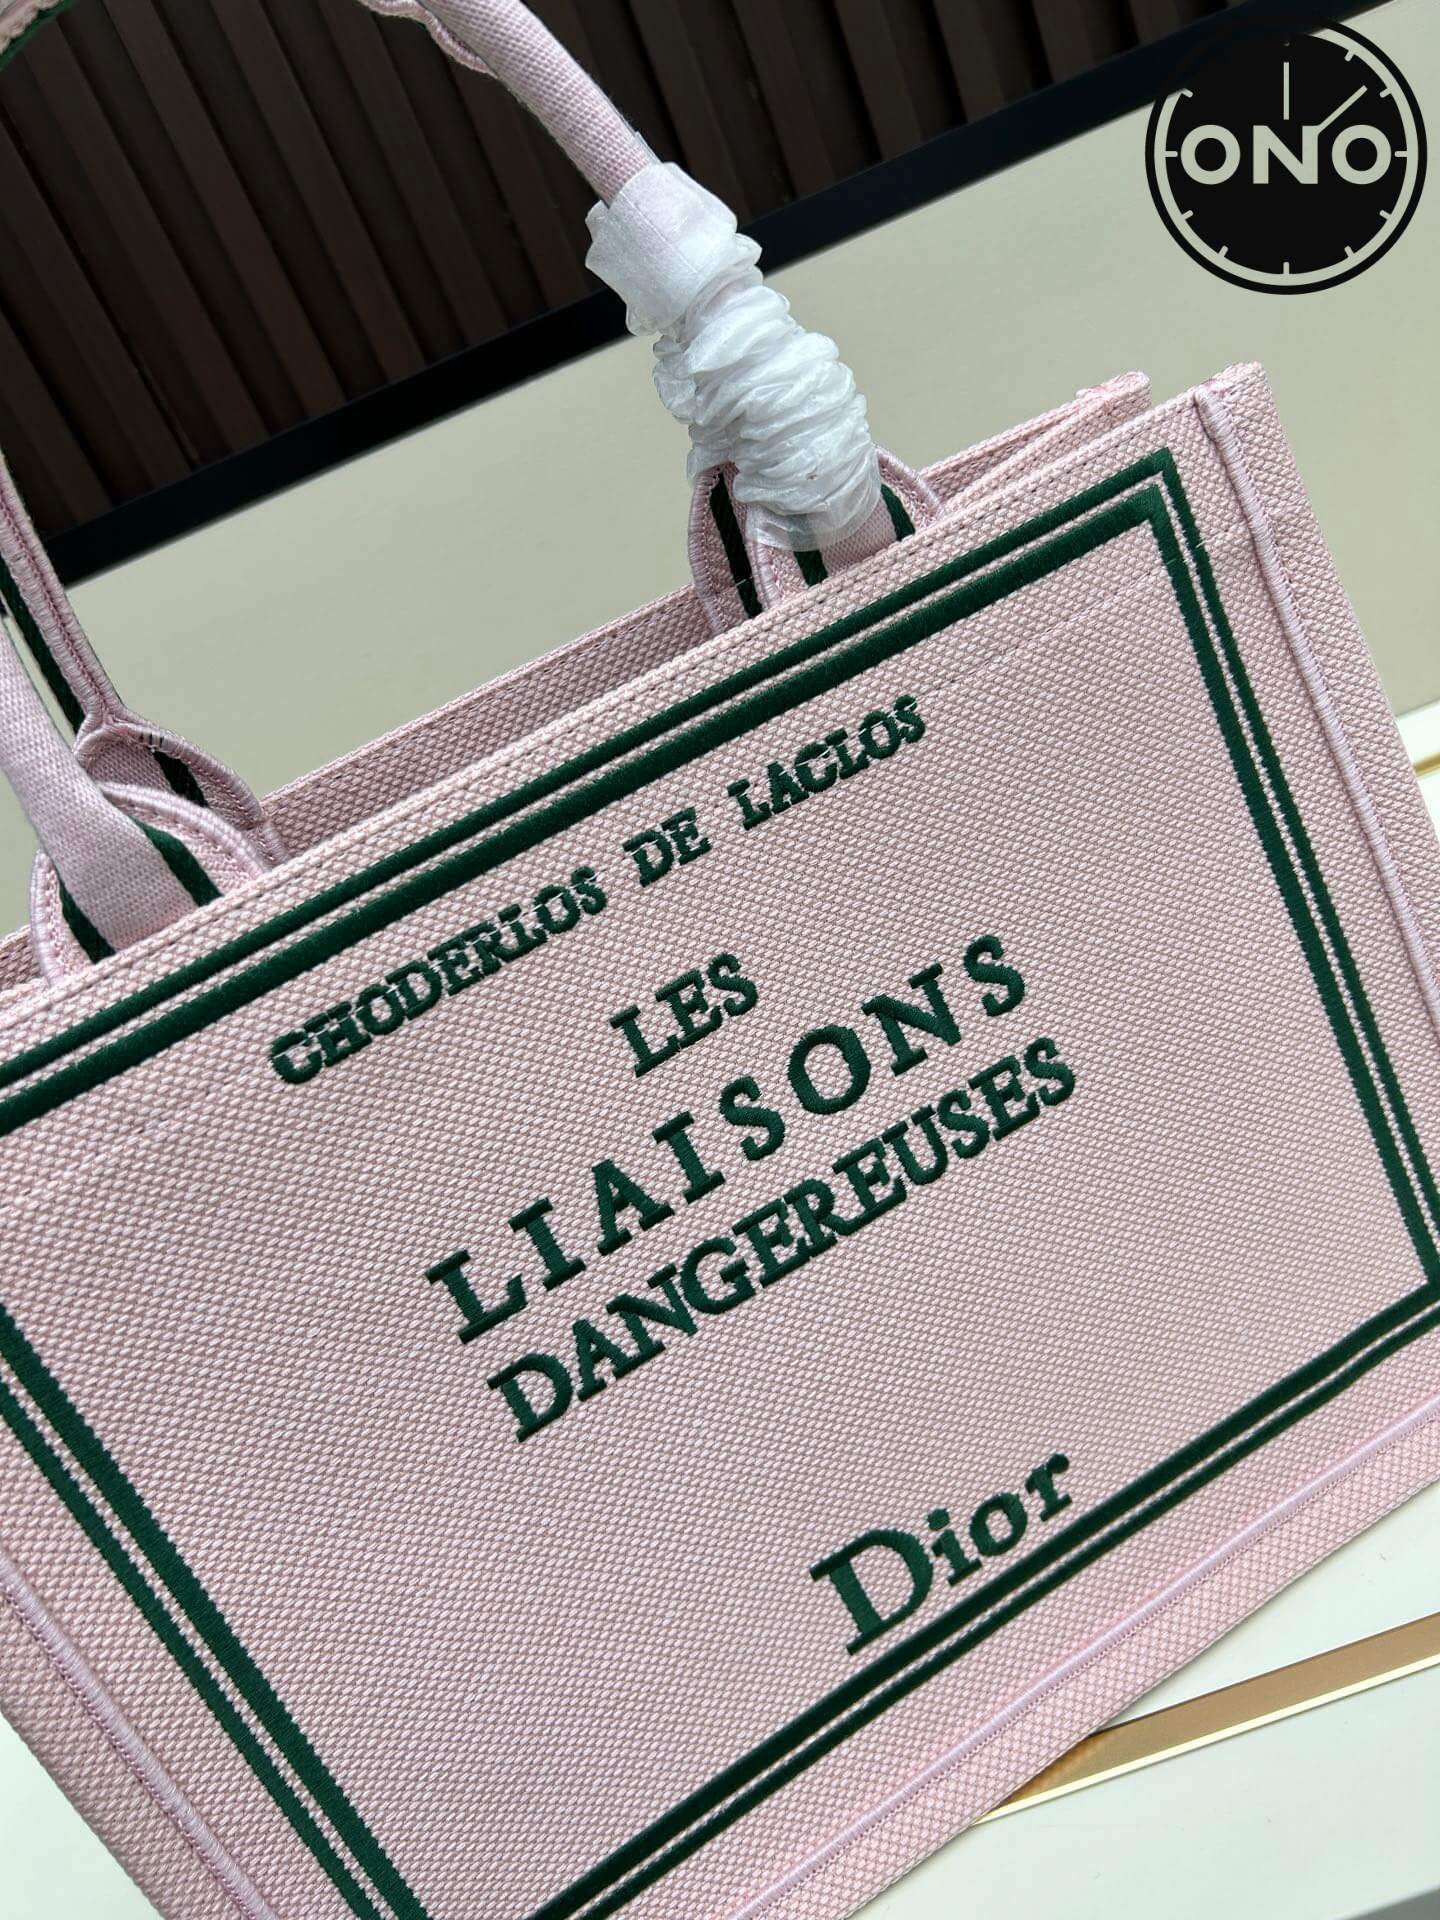 ONO
CHODERLOS DE LACLOS
LES
LIAISONS
DANGEREUSES
Dior